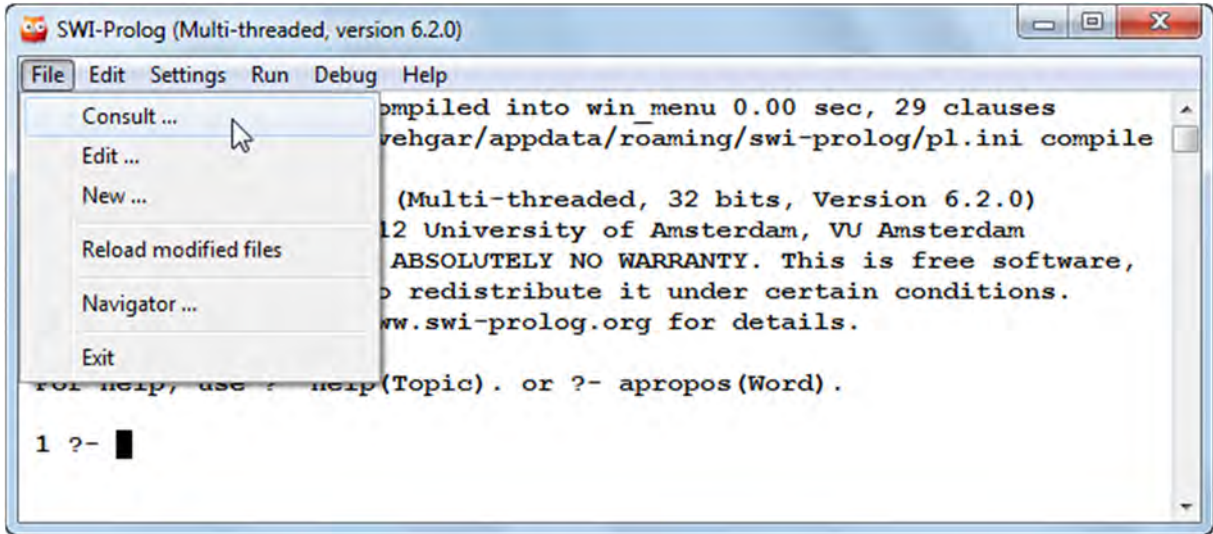 SWI-Prolog (Multi-threaded, version 6.2.0)
File Edit Settings Run Debug Help
Consult ...
Edit ...
New ...
Reload modified files
Navigator ...
Exit
ompiled into win_menu 0.00 sec, 29 clauses
vehgar/appdata/roaming/swi-prolog/pl.ini compile
(Multi-threaded, 32 bits, Version 6.2.0)
12 University of Amsterdam, VU Amsterdam
ABSOLUTELY NO WARRANTY. This is free software,
o redistribute it under certain conditions.
ww.swi-prolog.org for details.
For help, use ?- help(Topic). or ?- apropos(Word).
1 ?-